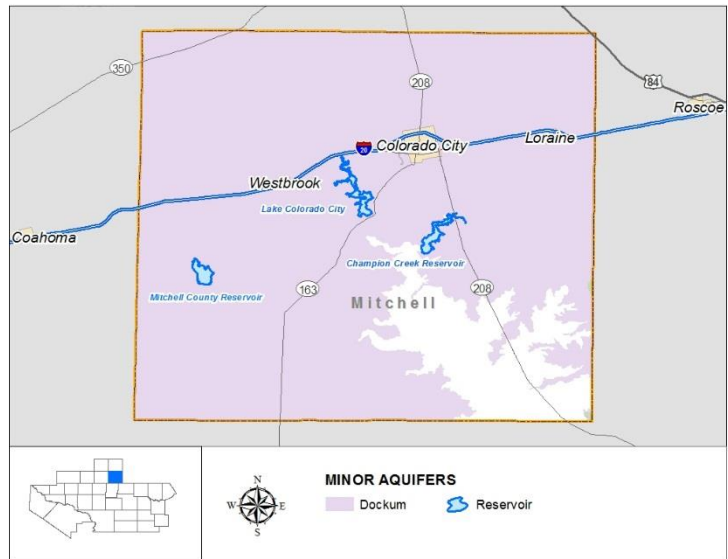 350
208
84
Roscoe
20
Colorado City
Loraine
Westbrook
Lake Colorado City
Coahoma
Champion Creek Reservoir
Mitchell County Reservoir
163
Mitchell
208
N
W E
S
MINOR AQUIFERS
Dockum
Reservoir